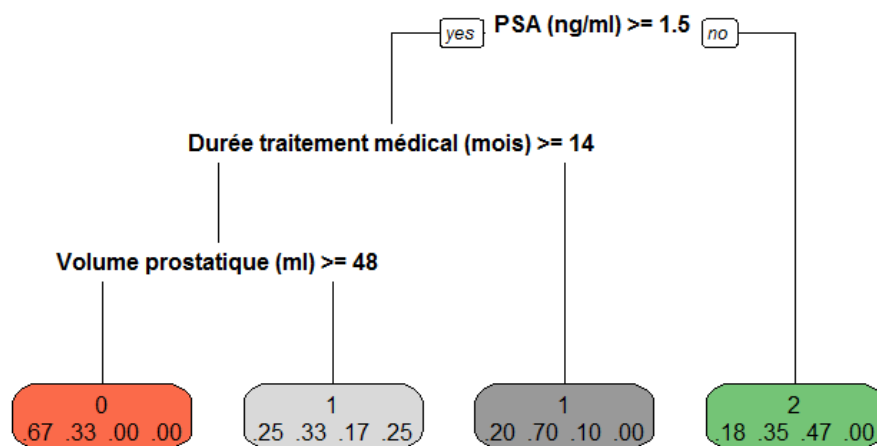 yes PSA (ng/ml) >= 1.5 no
Durée traitement médical (mois) >= 14
Volume prostatique (ml) >= 48
0 1 1 2
.67 .33 .00 .00 .25 .33 .17 .25 .20 .70 .10 .00 .18 .35 .47 .00